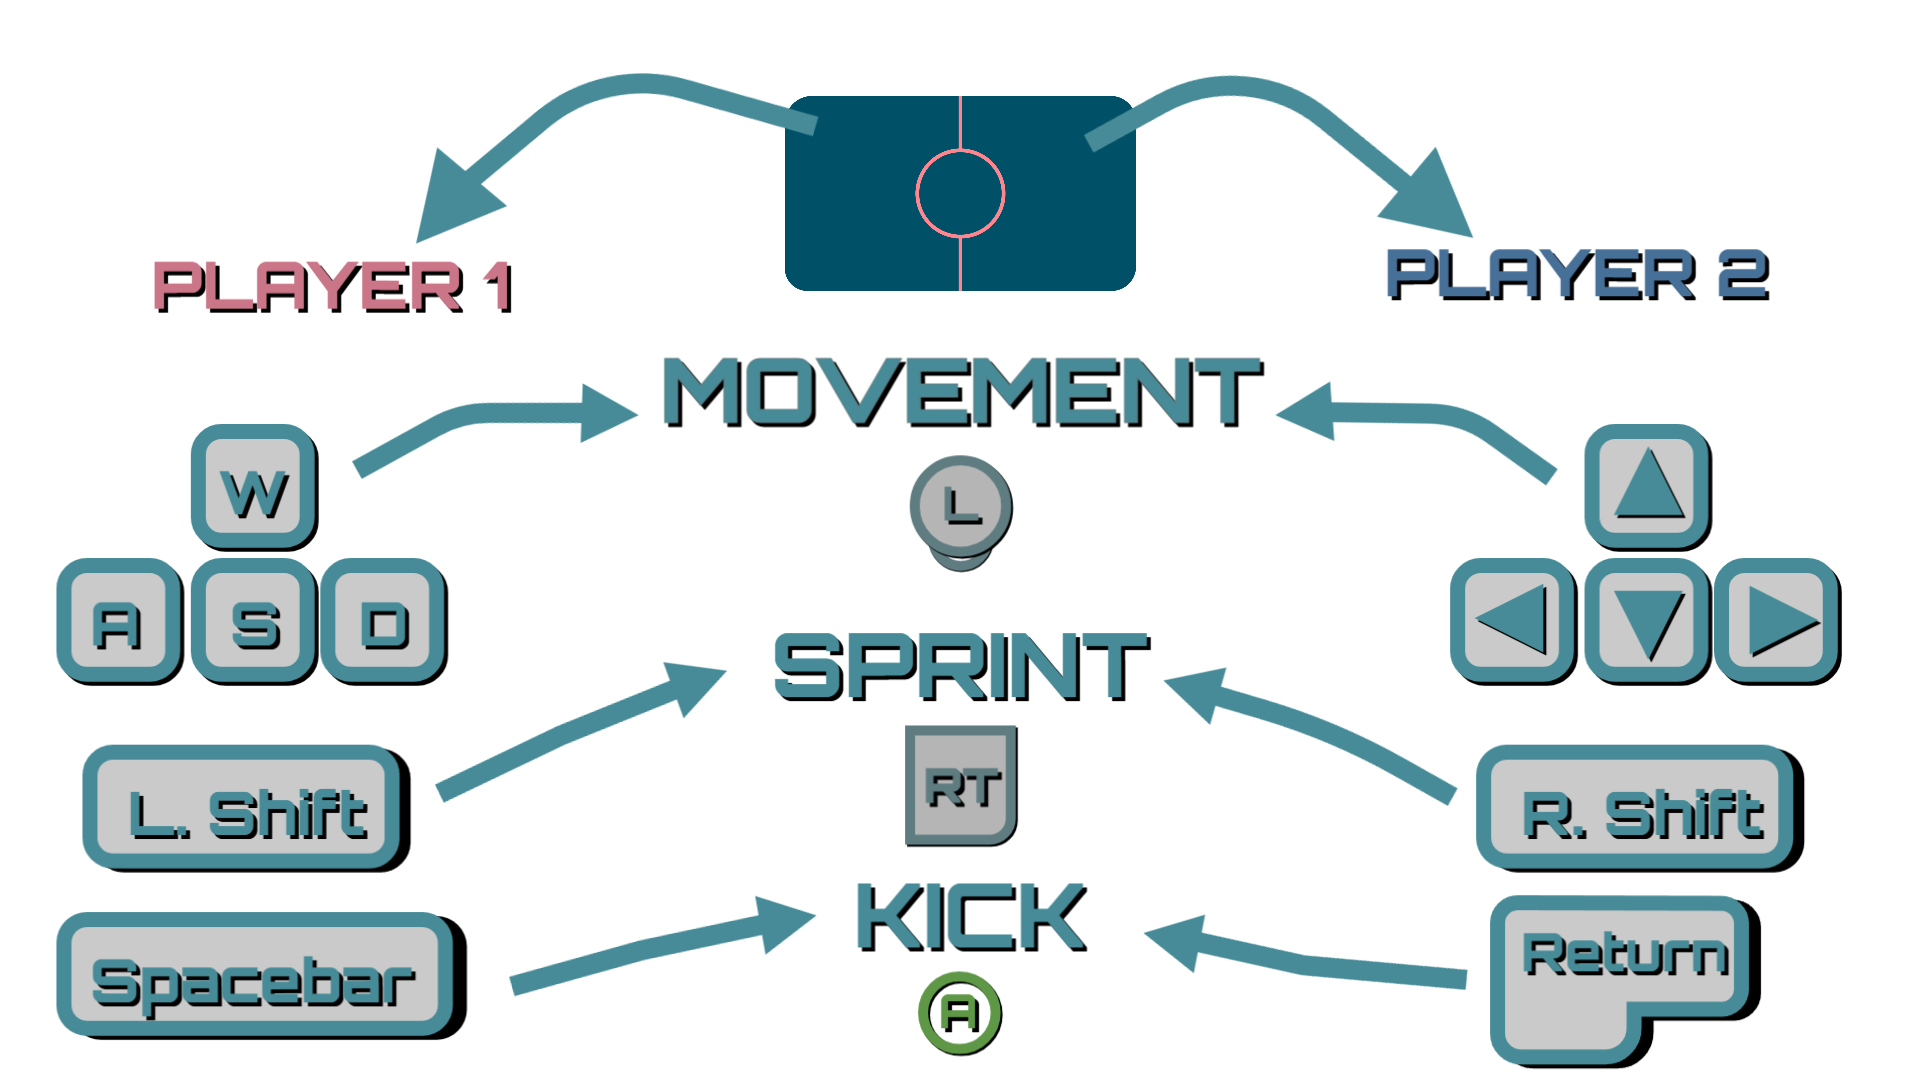 PLAYER 1
PLAYER 2
MOVEMENT
W
L
A S D
SPRINT
L. Shift
RT
R. Shift
KICK
Spacebar
Return
A